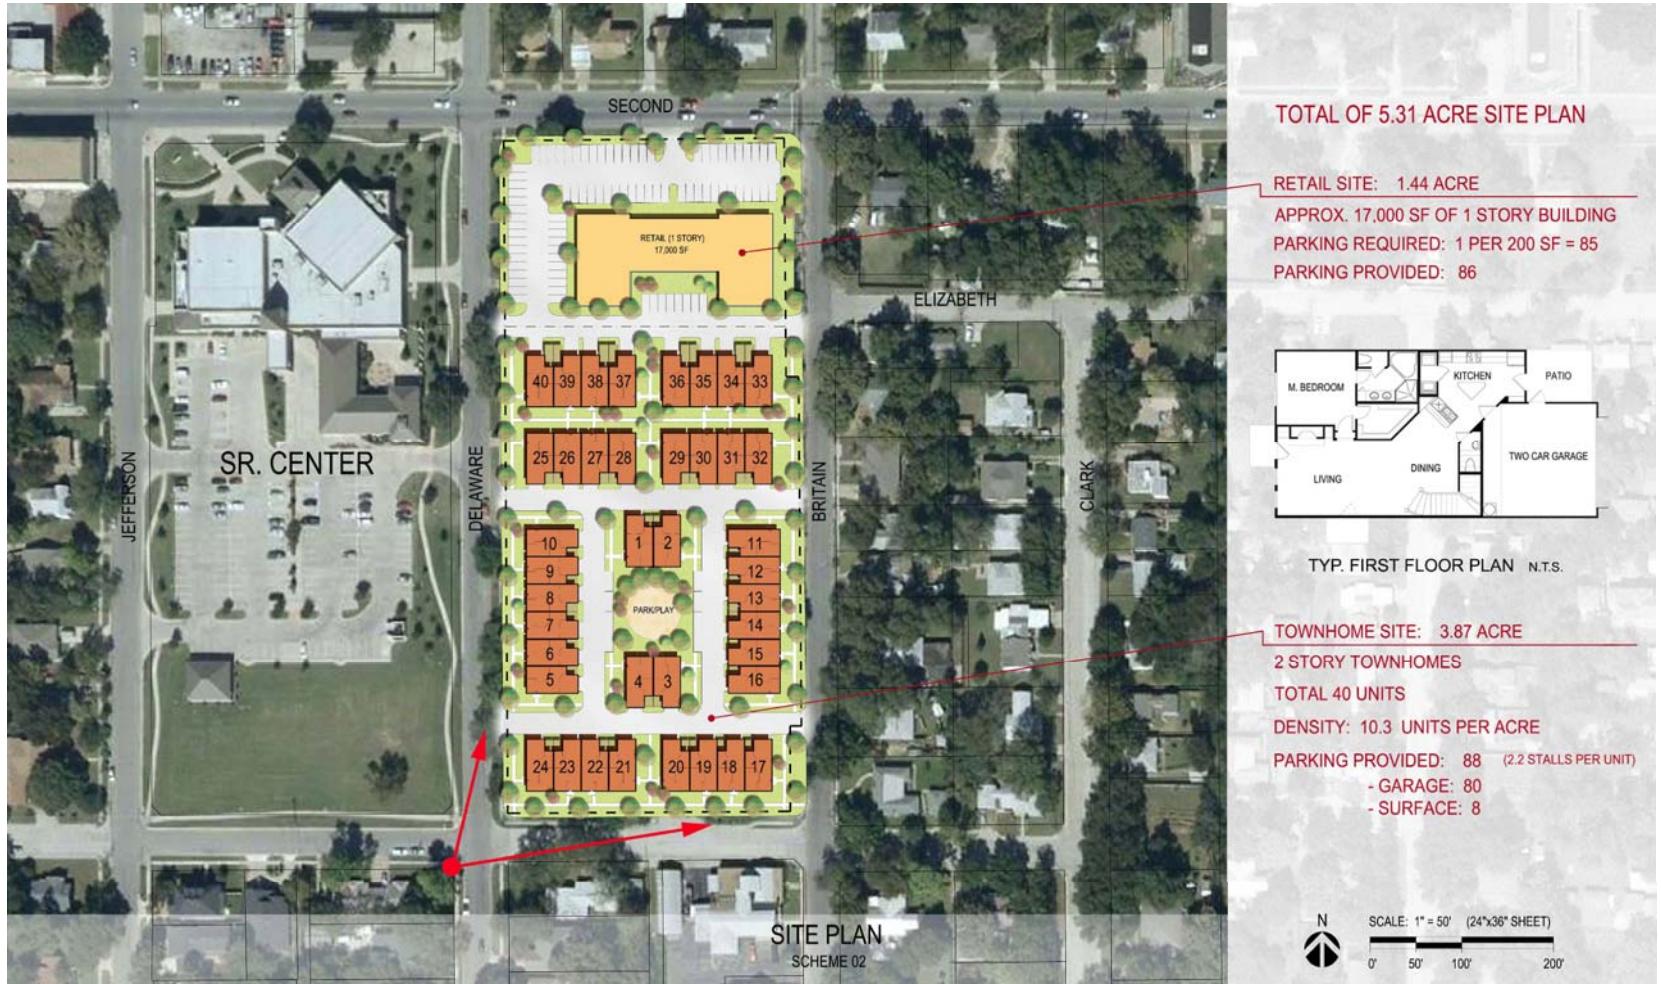 SECOND
RETAIL (1 STORY)
17,000 SF
ELIZABETH
40 39 38 37 36 35 34 33
25 26 27 28 29 30 31 32
SR. CENTER
JEFFERSON
DELAWARE
BRITAIN
CLARK
10
9
8
7
6
5
1 2
PARK/PLAY
4 3
11
12
13
14
15
16
24 23 22 21 20 19 18 17
SITE PLAN
SCHEME 02
TOTAL OF 5.31 ACRE SITE PLAN
RETAIL SITE: 1.44 ACRE
APPROX. 17,000 SF OF 1 STORY BUILDING
PARKING REQUIRED: 1 PER 200 SF = 85
PARKING PROVIDED: 86
M. BEDROOM
KITCHEN
PATIO
LIVING
DINING
TWO CAR GARAGE
TYP. FIRST FLOOR PLAN N.T.S.
TOWNHOME SITE: 3.87 ACRE
2 STORY TOWNHOMES
TOTAL 40 UNITS
DENSITY: 10.3 UNITS PER ACRE
PARKING PROVIDED: 88 (2.2 STALLS PER UNIT)
- GARAGE: 80
- SURFACE: 8
N
SCALE: 1" = 50' (24"x36" SHEET)
0' 50' 100' 200'